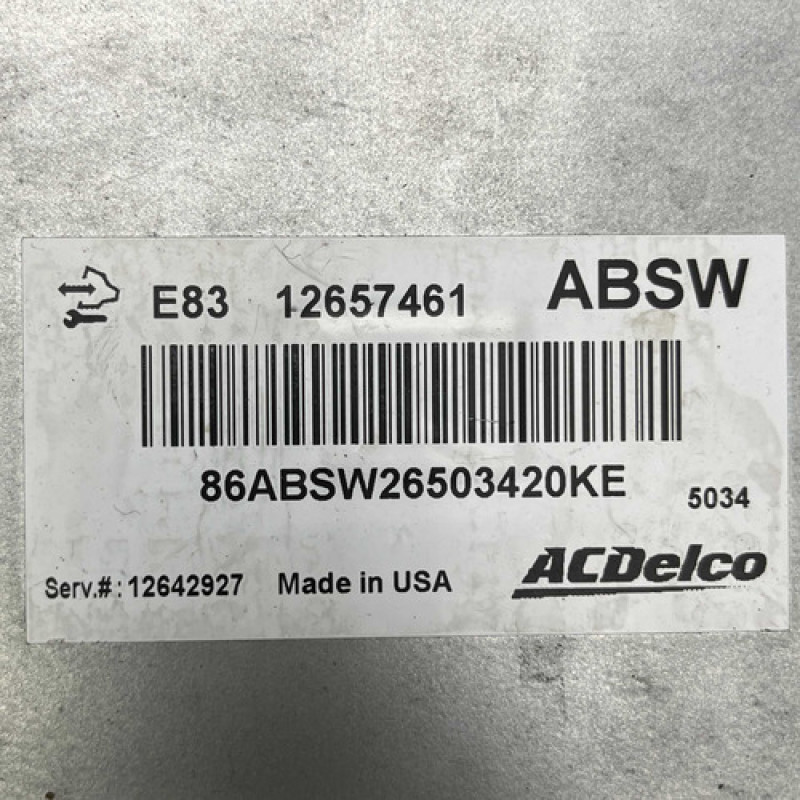 E83 12657461 ABSW
86ABSW26503420KE
5034
Serv.#: 12642927 Made in USA ACDelco